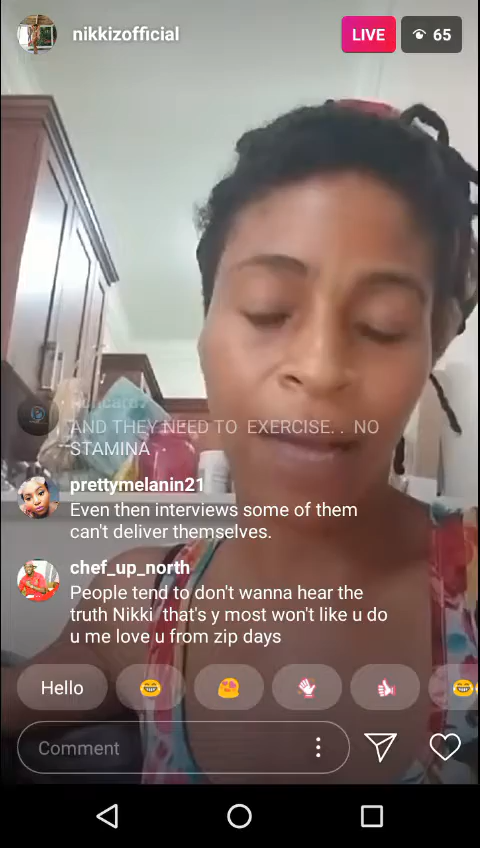 nikkizofficial
LIVE
65
AND THEY NEED TO EXERCISE. . NO
STAMINA
prettymelanin21
Even then interviews some of them
can't deliver themselves.
chef_up_north
People tend to don't wanna hear the
truth Nikki that's y most won't like u do
u me love u from zip days
Hello
Comment